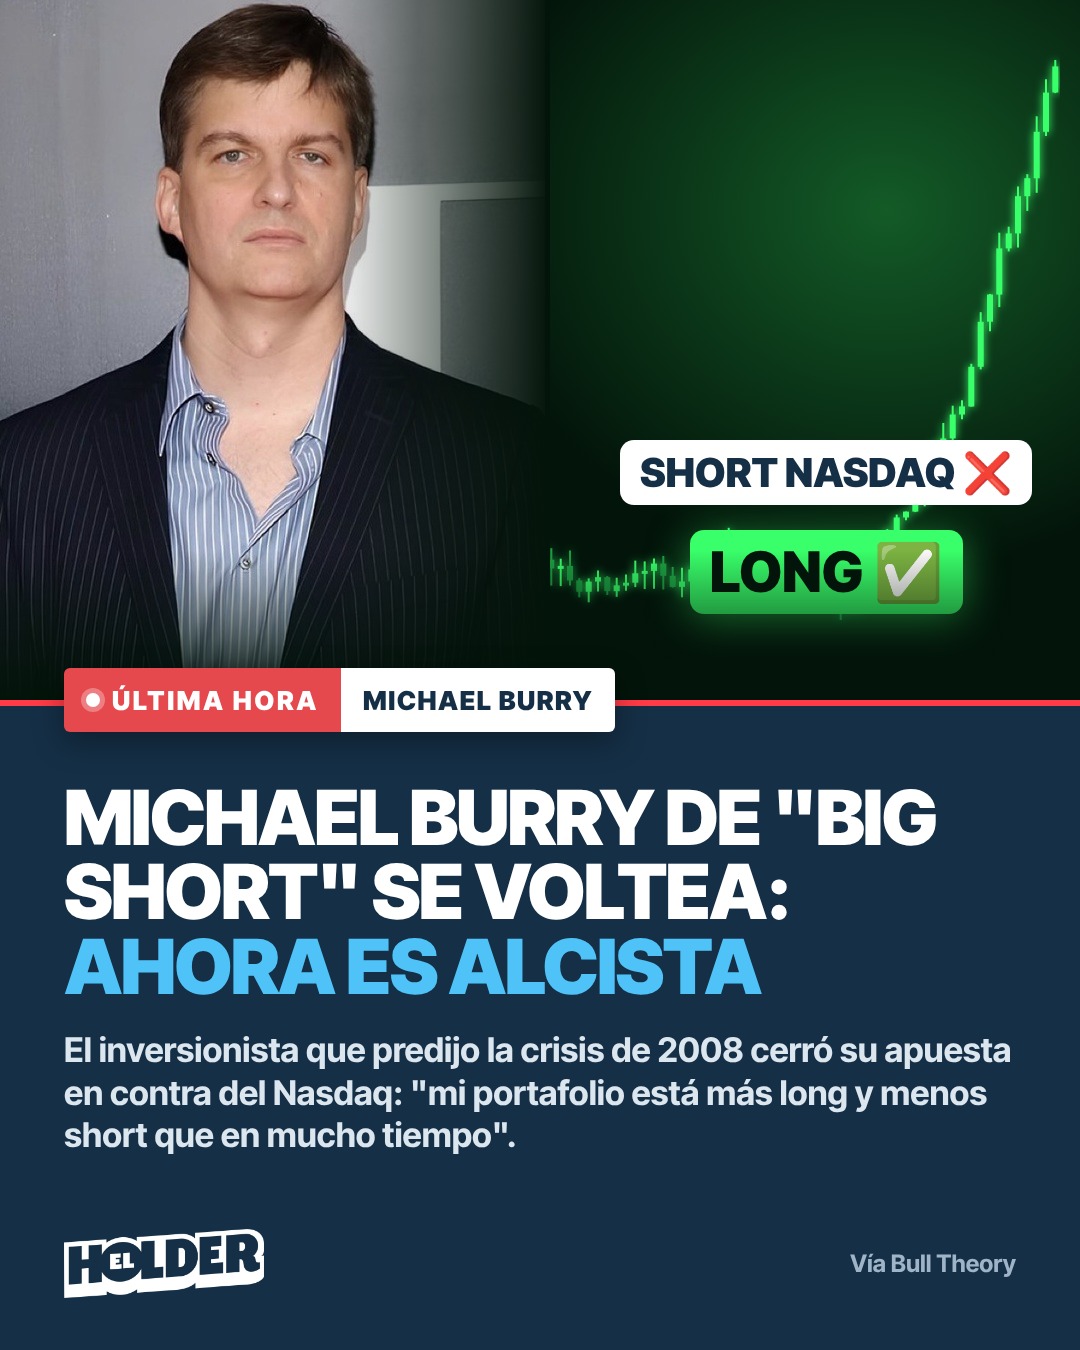 SHORT NASDAQ ❌
LONG ✅
ÚLTIMA HORA
MICHAEL BURRY
MICHAEL BURRY DE "BIG
SHORT" SE VOLTEA:
AHORA ES ALCISTA
El inversionista que predijo la crisis de 2008 cerró su apuesta
en contra del Nasdaq: "mi portafolio está más long y menos
short que en mucho tiempo".
EL HOLDER
Vía Bull Theory